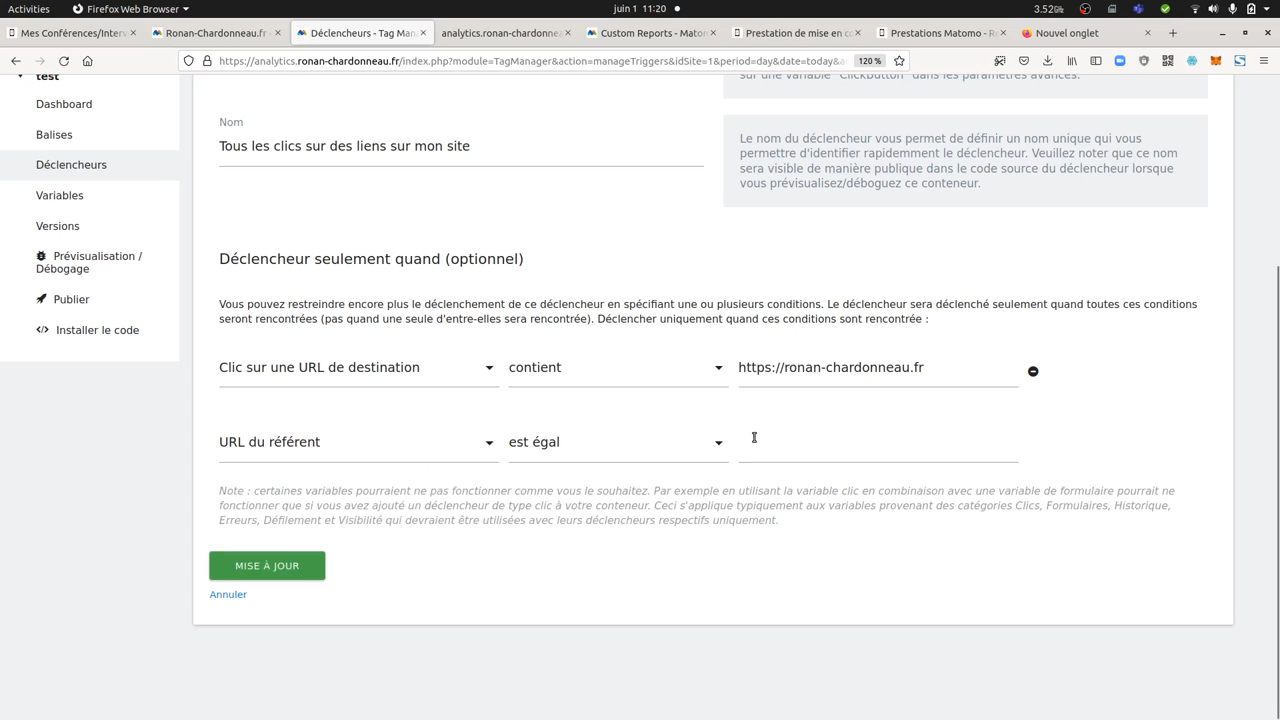 Activities
Firefox Web Browser
juin 1 11:20
3.52
Mes Conférences/Interv
Ronan-Chardonneau.fr -
Déclencheurs - Tag Man
analytics.ronan-chardonnea
Custom Reports - Matom
Prestation de mise en co
Prestations Matomo - Ro
Nouvel onglet
https://analytics.ronan-chardonneau.fr/index.php?module=TagManager&action=manageTriggers&idSite=1&period=day&date=today&a
120 %
test
Dashboard
Balises
Déclencheurs
Variables
Versions
Prévisualisation /
Débogage
Publier
Installer le code
sur une variable "ClickButton" dans les paramètres avancés.
Nom
Tous les clics sur des liens sur mon site
Le nom du déclencheur vous permet de définir un nom unique qui vous
permettre d'identifier rapidemment le déclencheur. Veuillez noter que ce nom
sera visible de manière publique dans le code source du déclencheur lorsque
vous prévisualisez/déboguez ce conteneur.
Déclencheur seulement quand (optionnel)
Vous pouvez restreindre encore plus le déclenchement de ce déclencheur en spécifiant une ou plusieurs conditions. Le déclencheur sera déclenché seulement quand toutes ces conditions
seront rencontrées (pas quand une seule d'entre-elles sera rencontrée). Déclencher uniquement quand ces conditions sont rencontrée :
Clic sur une URL de destination
contient
https://ronan-chardonneau.fr
URL du référent
est égal
Note : certaines variables pourraient ne pas fonctionner comme vous le souhaitez. Par exemple en utilisant la variable clic en combinaison avec une variable de formulaire pourrait ne
fonctionner que si vous avez ajouté un déclencheur de type clic à votre conteneur. Ceci s'applique typiquement aux variables provenant des catégories Clics, Formulaires, Historique,
Erreurs, Défilement et Visibilité qui devraient être utilisées avec leurs déclencheurs respectifs uniquement.
MISE À JOUR
Annuler